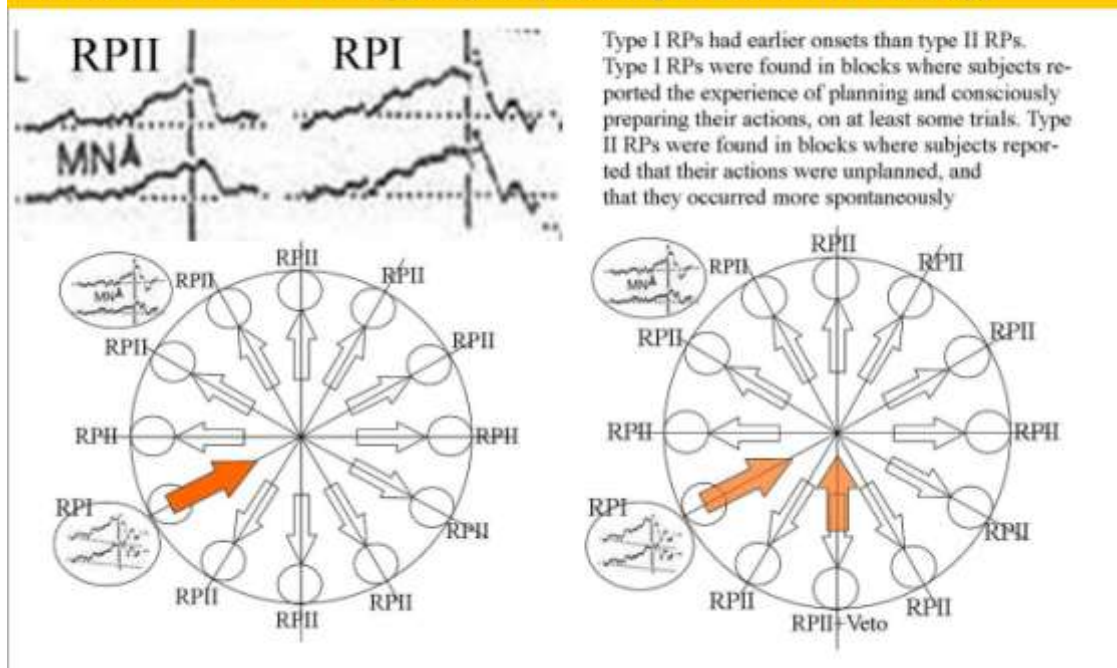 RPII
RPI
MN
Type I RPs had earlier onsets than type II RPs.
Type I RPs were found in blocks where subjects re-
ported the experience of planning and consciously
preparing their actions, on at least some trials. Type
II RPs were found in blocks where subjects repor-
ted that their actions were unplanned, and
that they occurred more spontaneously
RPII
RPII
RPII
MN
RPII
RPII
RPII
RPII
RPI
RPII
RPII
RPII
RPII
RPII
RPII
RPII
MN
RPII
RPII
RPII
RPII
RPI
RPII
RPII
RPII
RPII+Veto